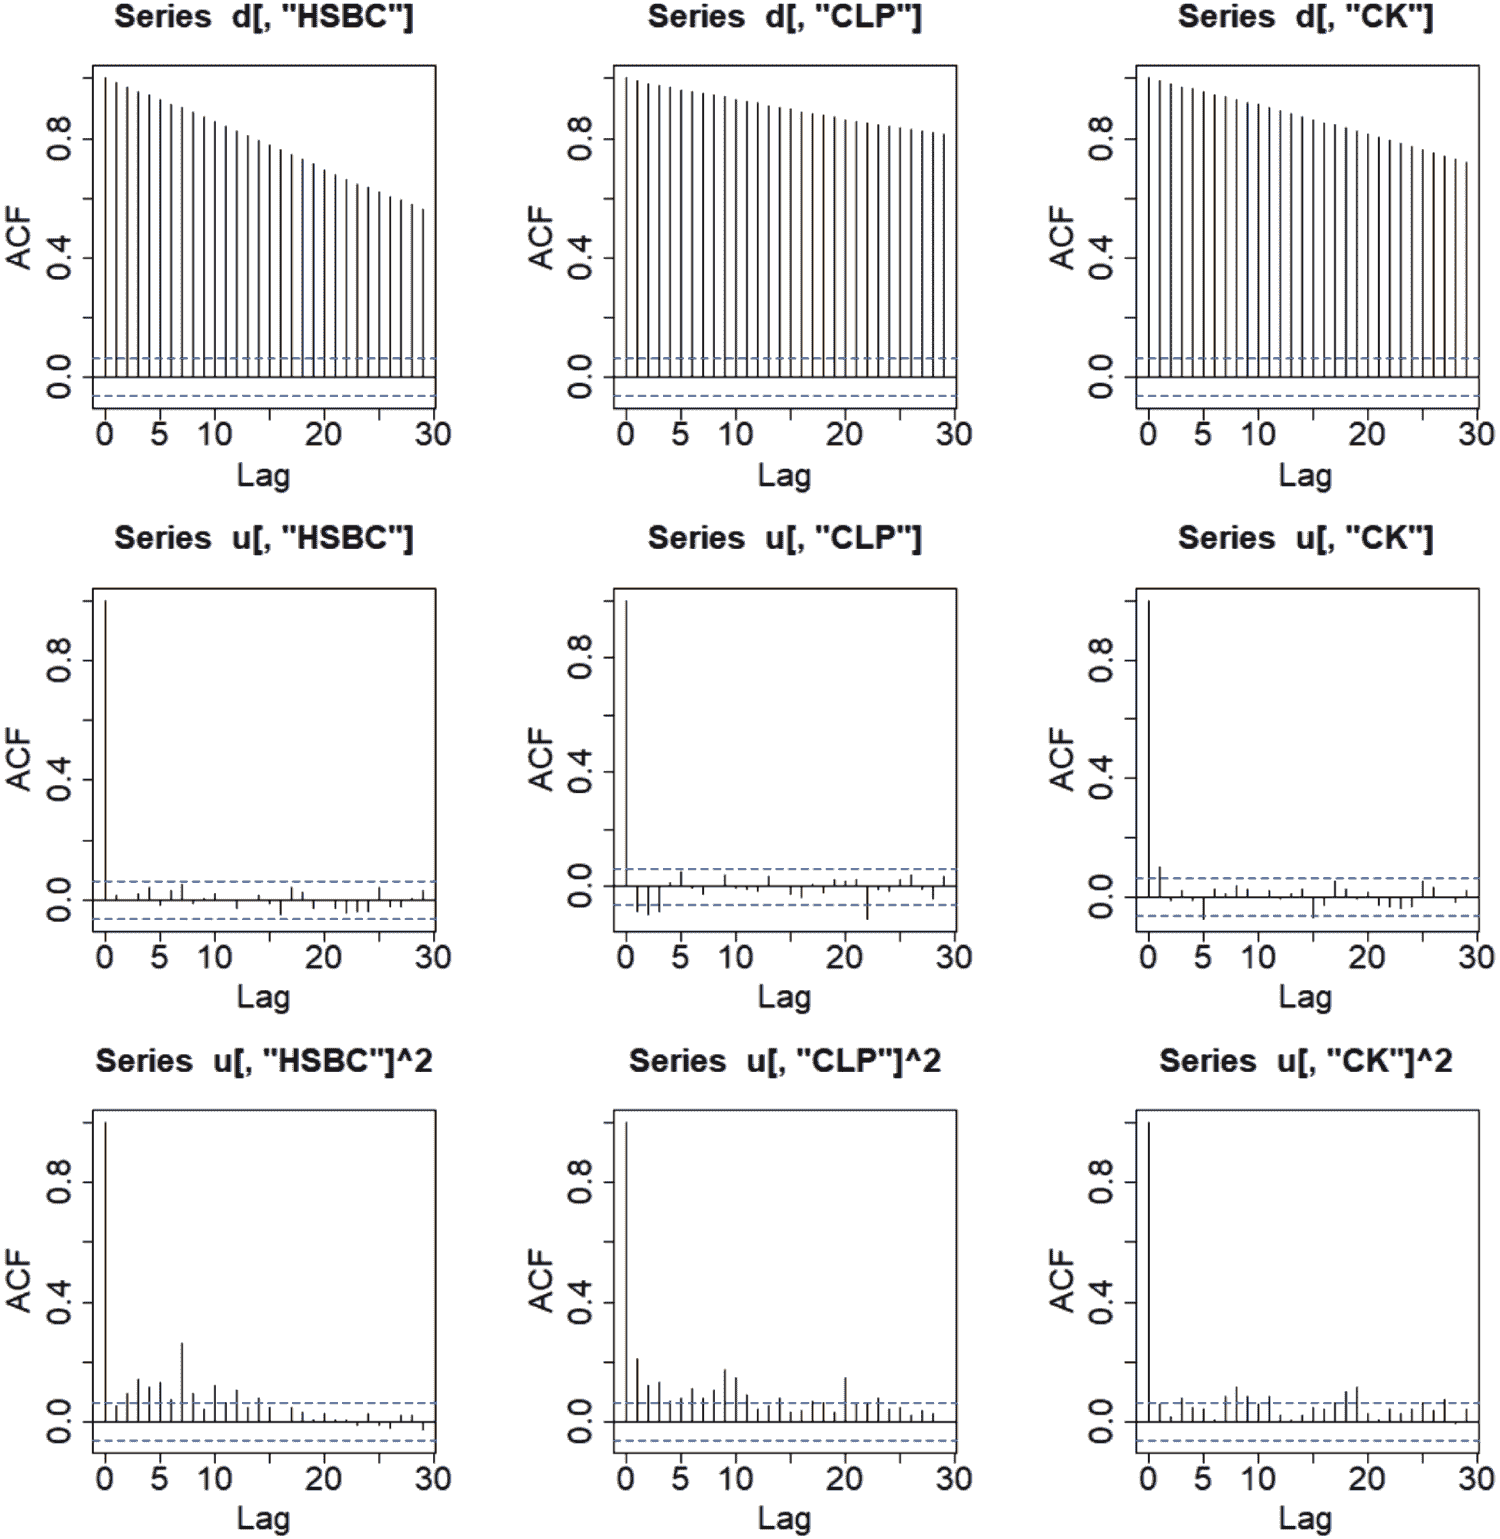 Series d[, "HSBC"]
Series d[, "CLP"]
Series d[, "CK"]
ACF
0.0 0.4 0.8
0 5 10 20 30
Lag
ACF
0.0 0.4 0.8
0 5 10 20 30
Lag
ACF
0.0 0.4 0.8
0 5 10 20 30
Lag
Series u[, "HSBC"]
Series u[, "CLP"]
Series u[, "CK"]
ACF
0.0 0.4 0.8
0 5 10 20 30
Lag
ACF
0.0 0.4 0.8
0 5 10 20 30
Lag
ACF
0.0 0.4 0.8
0 5 10 20 30
Lag
Series u[, "HSBC"]^2
Series u[, "CLP"]^2
Series u[, "CK"]^2
ACF
0.0 0.4 0.8
0 5 10 20 30
Lag
ACF
0.0 0.4 0.8
0 5 10 20 30
Lag
ACF
0.0 0.4 0.8
0 5 10 20 30
Lag